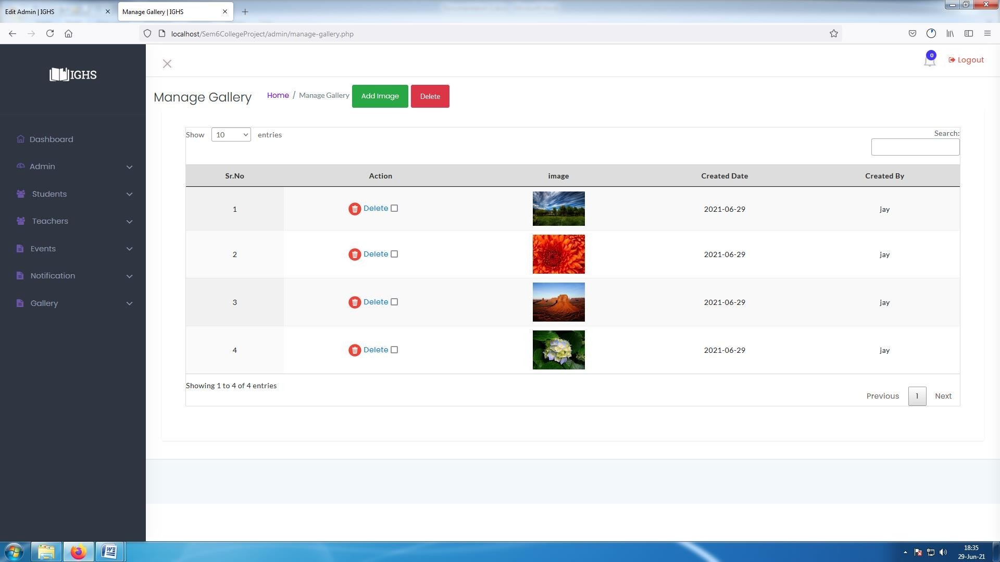 Edit Admin | IGHS
Manage Gallery | IGHS
localhost/Sem6CollegeProject/admin/manage-gallery.php
IGHS
0
Logout
Manage Gallery
Home / Manage Gallery
Add Image
Delete
Dashboard
Admin
Students
Teachers
Events
Notification
Gallery
Show 10 entries
Search:
Sr.No Action image Created Date Created By
1 Delete 2021-06-29 jay
2 Delete 2021-06-29 jay
3 Delete 2021-06-29 jay
4 Delete 2021-06-29 jay
Showing 1 to 4 of 4 entries
Previous 1 Next
18:35
29-Jun-21